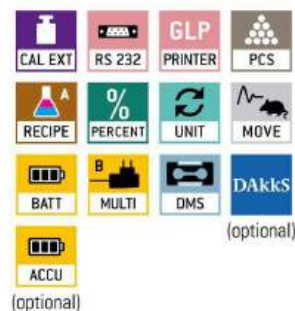 CAL EXT RS 232 GLP PRINTER PCS
A RECIPE % PERCENT UNIT MOVE
BATT B MULTI DMS DAkkS
(optional)
ACCU
(optional)